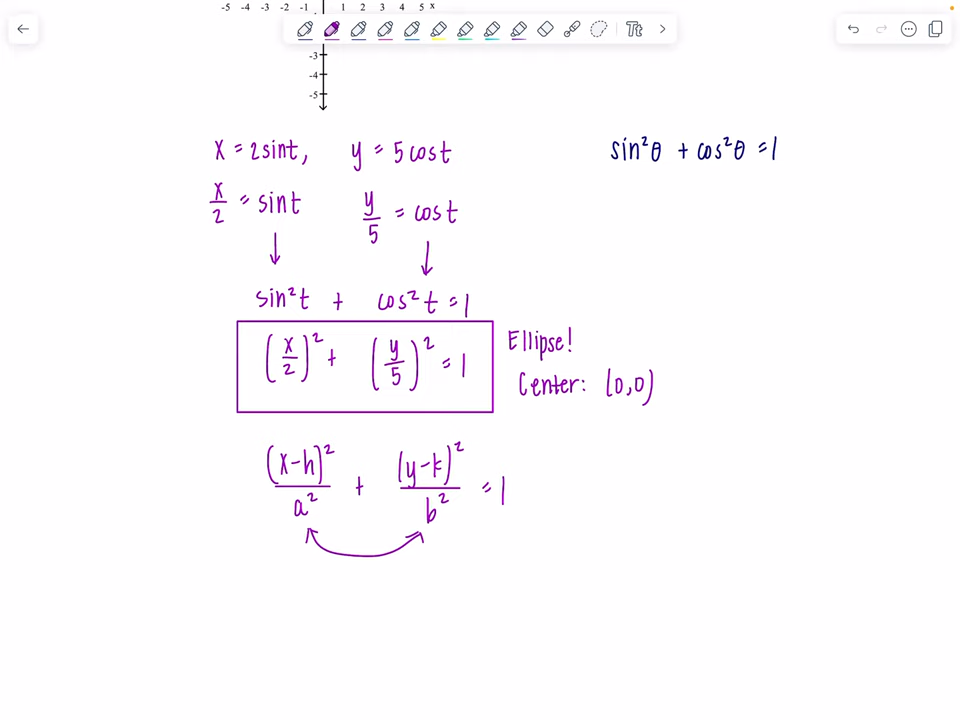 -5 -4 -3 -2 -1 1 2 3 4 5 x
Tt
-3
-4
-5
x = 2sint, y = 5cost
sin²θ + cos²θ = 1
x/2 = sint y/5 = cost
sin²t + cos²t = 1
(x/2)² + (y/5)² = 1
Ellipse!
Center: (0,0)
(x-h)²/a² + (y-k)²/b² = 1